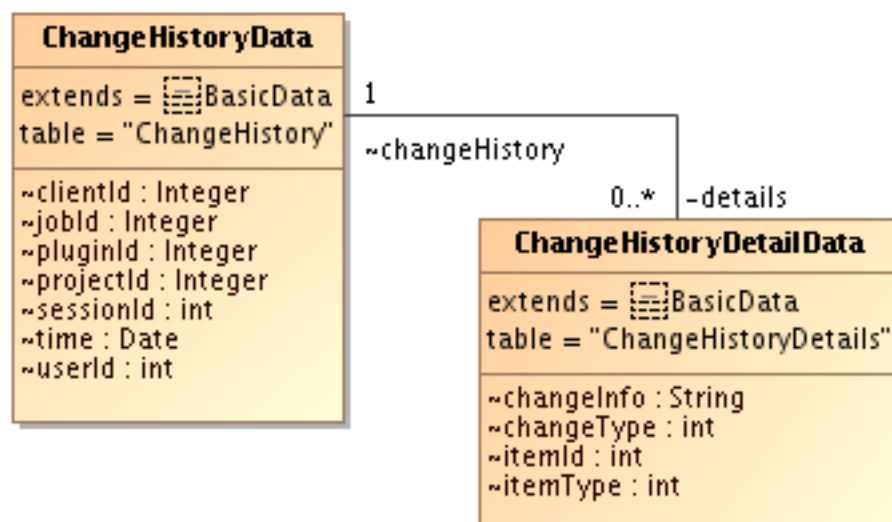 ChangeHistoryData
extends = BasicData
table = "ChangeHistory"
~clientId : Integer
~jobId : Integer
~pluginId : Integer
~projectId : Integer
~sessionId : int
~time : Date
~userId : int
1
~changeHistory
0..*
-details
ChangeHistoryDetailData
extends = BasicData
table = "ChangeHistoryDetails"
~changeInfo : String
~changeType : int
~itemId : int
~itemType : int